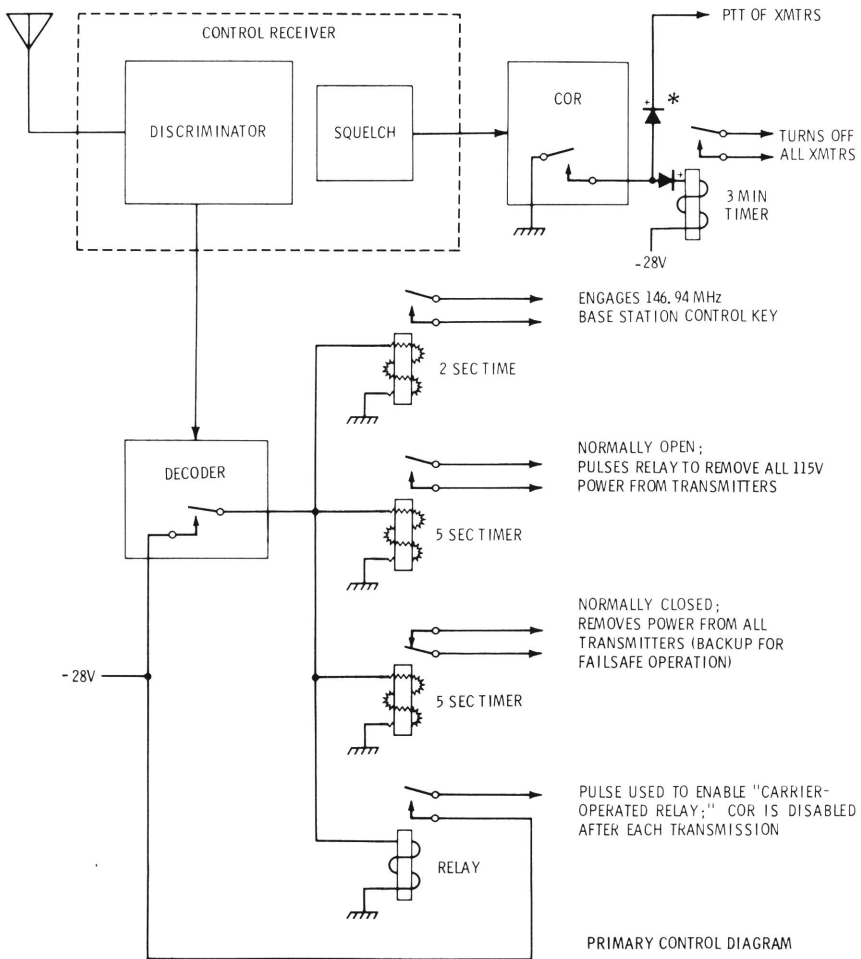 CONTROL RECEIVER
DISCRIMINATOR
SQUELCH
COR
PTT OF XMTRS
*
+
+
TURNS OFF
ALL XMTRS
3 MIN
TIMER
-28V
ENGAGES 146.94 MHz
BASE STATION CONTROL KEY
2 SEC TIME
DECODER
NORMALLY OPEN;
PULSES RELAY TO REMOVE ALL 115V
POWER FROM TRANSMITTERS
5 SEC TIMER
NORMALLY CLOSED;
REMOVES POWER FROM ALL
TRANSMITTERS (BACKUP FOR
FAILSAFE OPERATION)
-28V
5 SEC TIMER
PULSE USED TO ENABLE "CARRIER-
OPERATED RELAY;" COR IS DISABLED
AFTER EACH TRANSMISSION
RELAY
PRIMARY CONTROL DIAGRAM